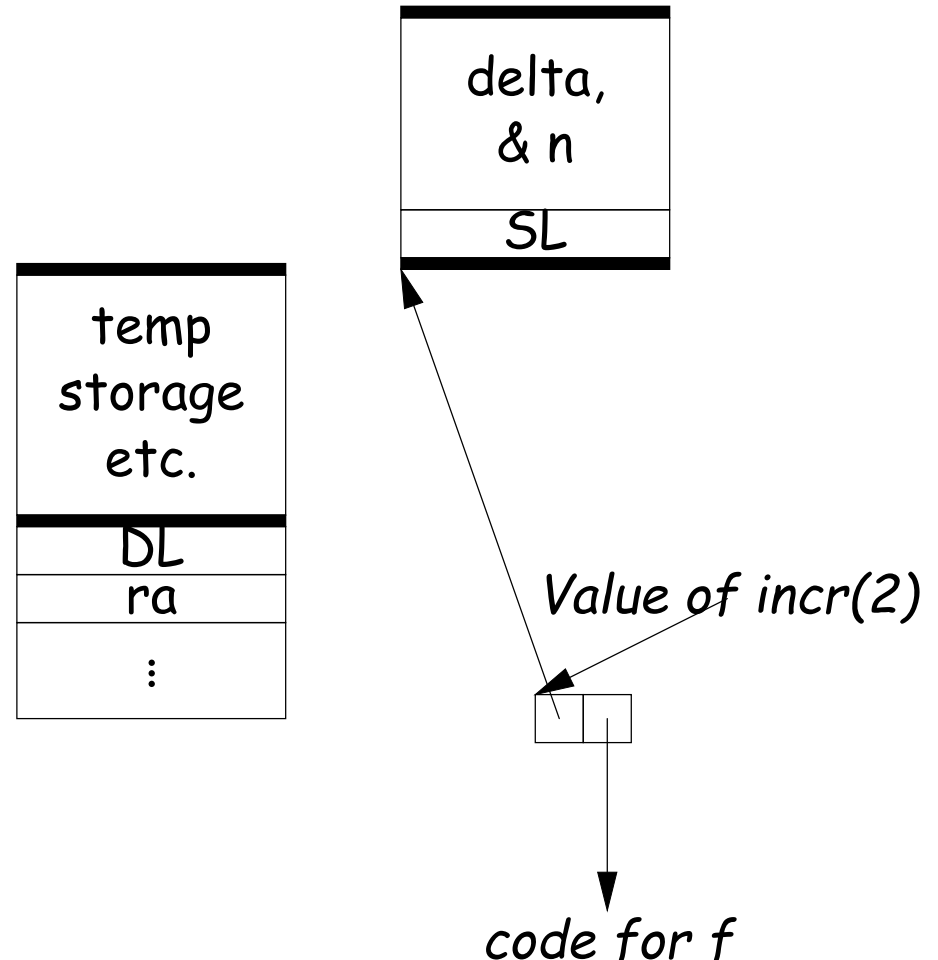 delta,
& n
SL
temp
storage
etc.
DL
ra
⋮
Value of incr(2)
code for f